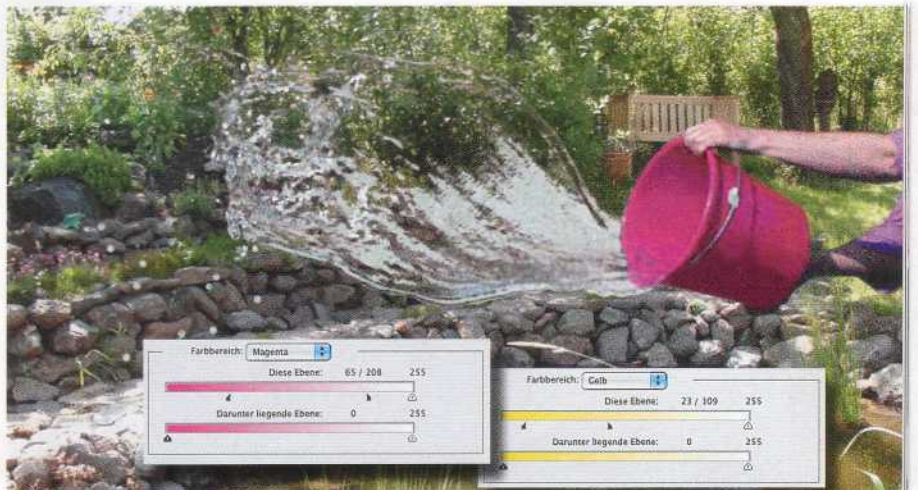 Farbbereich: Magenta
Diese Ebene: 65 / 208 255
Darunter liegende Ebene: 0 255
Farbbereich: Gelb
Diese Ebene: 23 / 109 255
Darunter liegende Ebene: 0 255